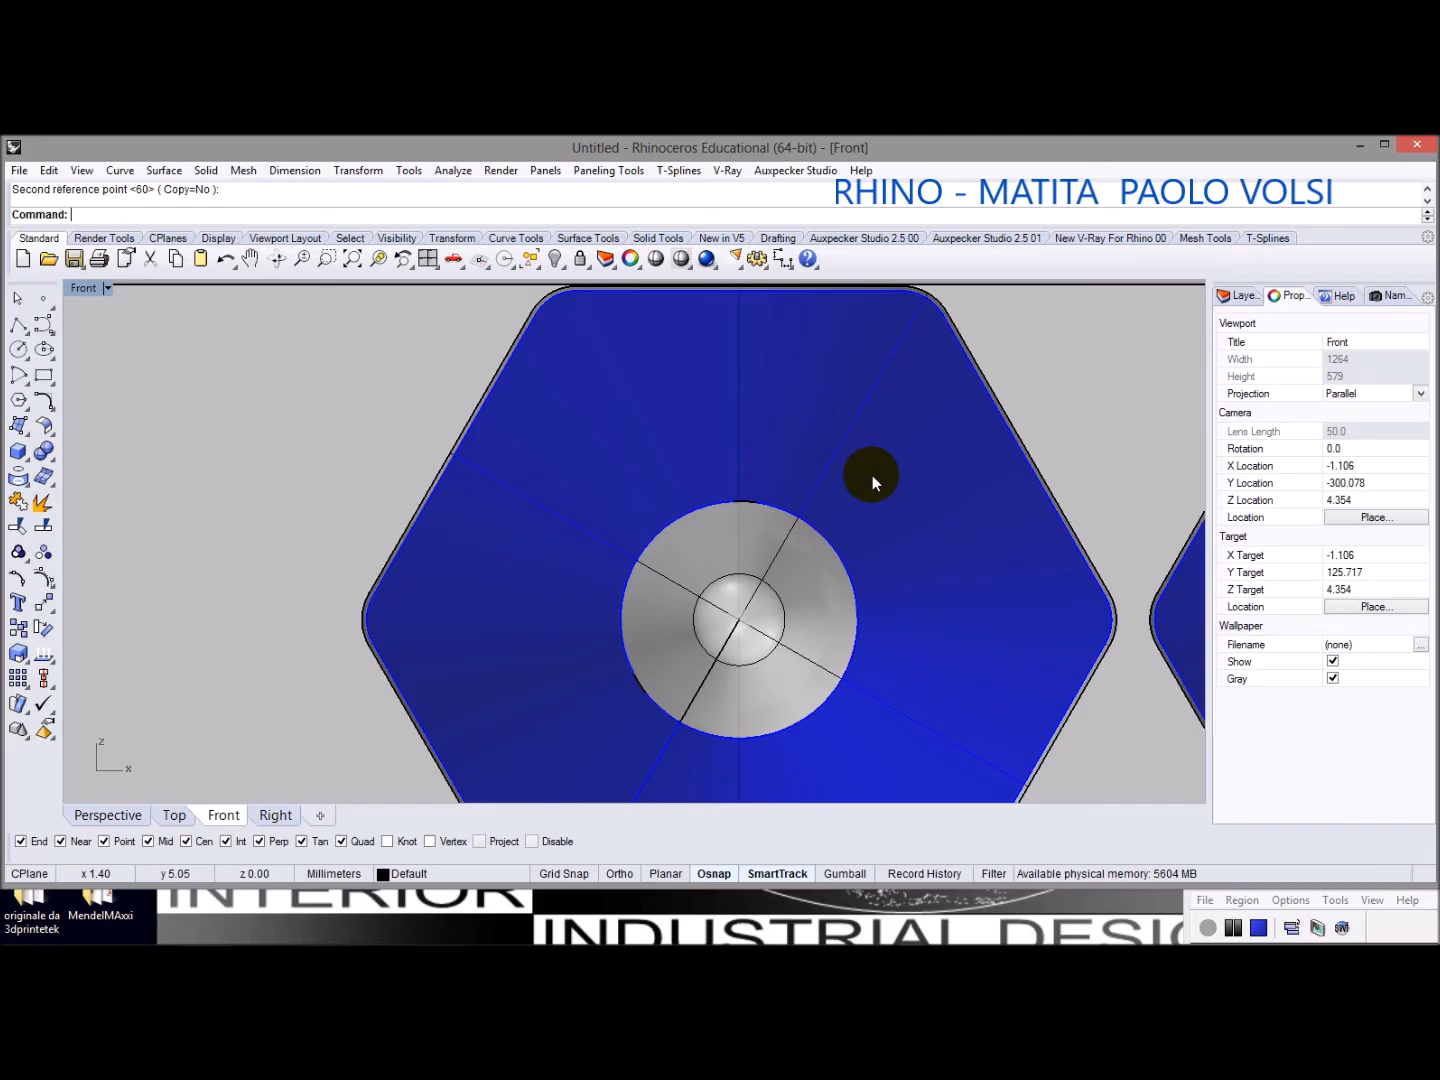 Untitled - Rhinoceros Educational (64-bit) - [Front]
File Edit View Curve Surface Solid Mesh Dimension Transform Tools Analyze Render Panels Paneling Tools T-Splines V-Ray Auxpecker Studio Help
Second reference point <60> ( Copy=No ):
RHINO - MATITA PAOLO VOLSI
Command:
Standard Render Tools CPlanes Display Viewport Layout Select Visibility Transform Curve Tools Surface Tools Solid Tools New in V5 Drafting Auxpecker Studio 2.5 00 Auxpecker Studio 2.5 01 New V-Ray For Rhino 00 Mesh Tools T-Splines
Front
Laye... Prop... Help Nam...
Viewport
Title Front
Width 1264
Height 579
Projection Parallel
Camera
Lens Length 50.0
Rotation 0.0
X Location -1.106
Y Location -300.078
Z Location 4.354
Location Place...
Target
X Target -1.106
Y Target 125.717
Z Target 4.354
Location Place...
Wallpaper
Filename (none) ...
Show
Gray
z
x
Perspective Top Front Right
End Near Point Mid Cen Int Perp Tan Quad Knot Vertex Project Disable
CPlane x 1.40 y 5.05 z 0.00 Millimeters Default Grid Snap Ortho Planar Osnap SmartTrack Gumball Record History Filter Available physical memory: 5604 MB
originale da
3dprintetek
MendelMAxxi
INTERIOR
INDUSTRIAL DESIG
File Region Options Tools View Help
SWF